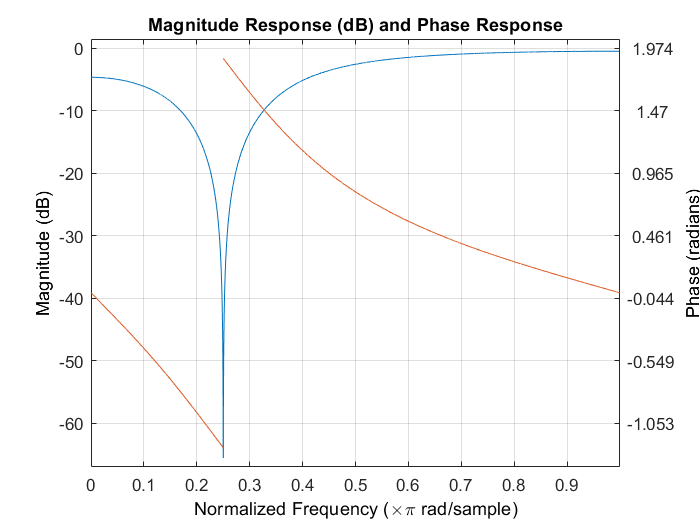 Magnitude Response (dB) and Phase Response
0
-10
-20
-30
-40
-50
-60
Magnitude (dB)
1.974
1.47
0.965
0.461
-0.044
-0.549
-1.053
Phase (radians)
0 0.1 0.2 0.3 0.4 0.5 0.6 0.7 0.8 0.9
Normalized Frequency (×π rad/sample)